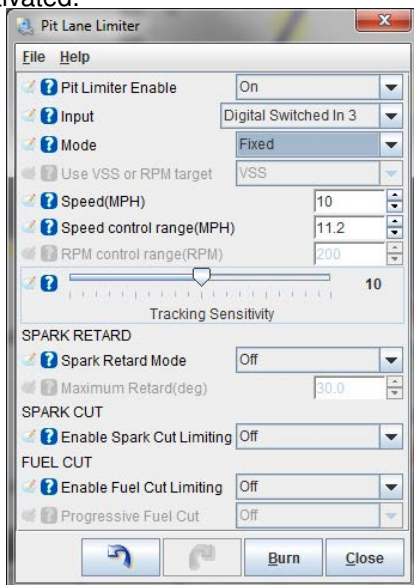 Pit Lane Limiter
File Help
Pit Limiter Enable On
Input Digital Switched In 3
Mode Fixed
Use VSS or RPM target VSS
Speed(MPH) 10
Speed control range(MPH) 11.2
RPM control range(RPM) 200
10
Tracking Sensitivity
SPARK RETARD
Spark Retard Mode Off
Maximum Retard(deg) 30.0
SPARK CUT
Enable Spark Cut Limiting Off
FUEL CUT
Enable Fuel Cut Limiting Off
Progressive Fuel Cut Off
Burn Close